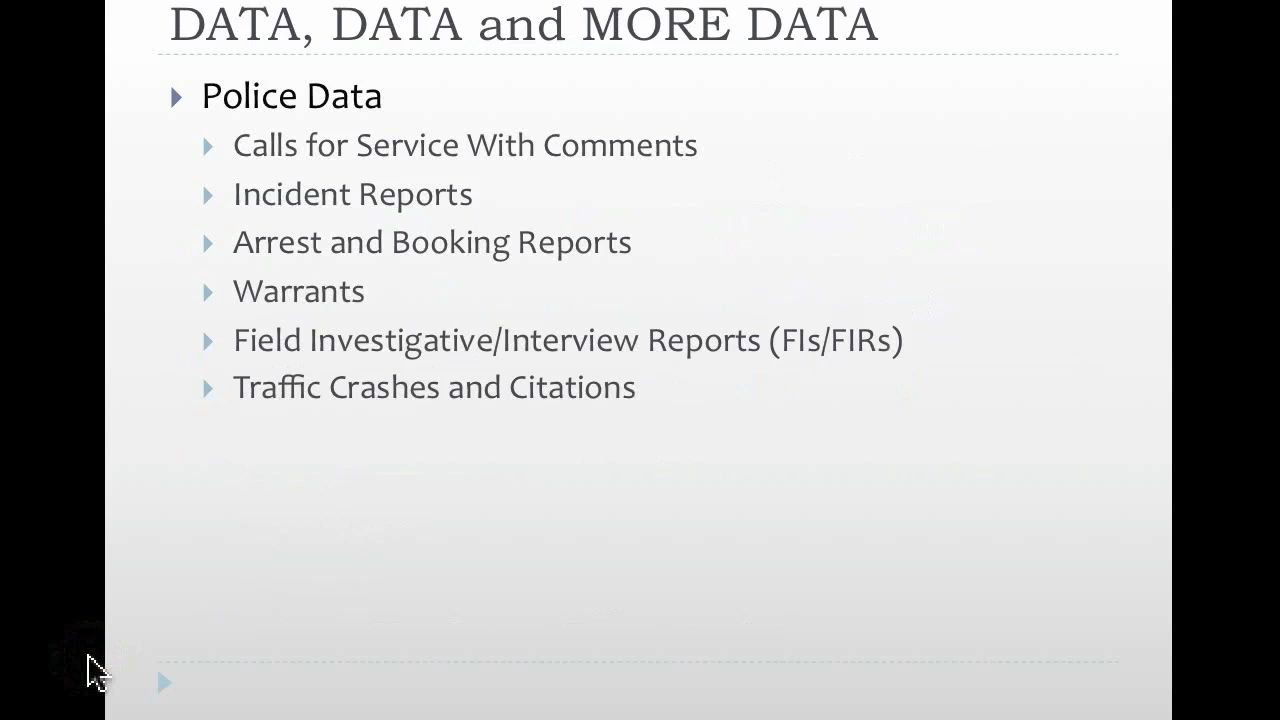 DATA, DATA and MORE DATA
Police Data
Calls for Service With Comments
Incident Reports
Arrest and Booking Reports
Warrants
Field Investigative/Interview Reports (FIs/FIRs)
Traffic Crashes and Citations